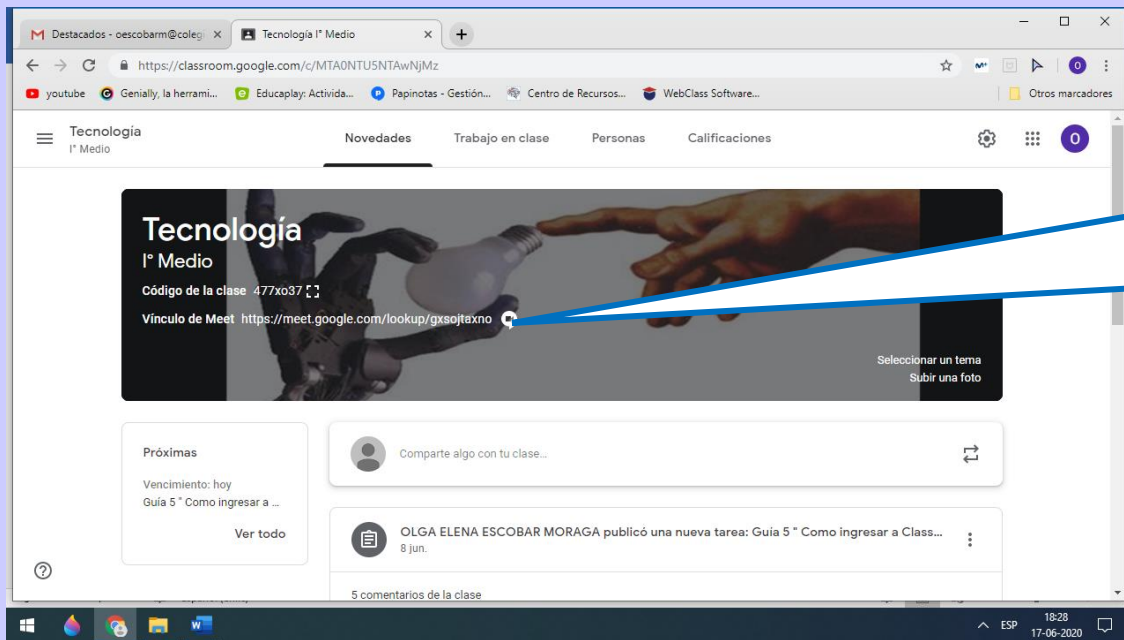 Destacados - oescobarm@coleg
Tecnología I° Medio
https://classroom.google.com/c/MTA0NTU5NTAwNjMz
youtube
Genially, la herrami...
Educaplay: Activida...
Papinotas - Gestión...
Centro de Recursos...
WebClass Software...
Otros marcadores
Tecnología
I° Medio
Novedades
Trabajo en clase
Personas
Calificaciones
O
Tecnología
I° Medio
Código de la clase 477xo37
Vínculo de Meet https://meet.google.com/lookup/gxsojtaxno
Seleccionar un tema
Subir una foto
Próximas
Vencimiento: hoy
Guía 5 " Como ingresar a ...
Ver todo
Comparte algo con tu clase...
OLGA ELENA ESCOBAR MORAGA publicó una nueva tarea: Guia 5 " Como ingresar a Class...
8 jun.
5 comentarios de la clase
ESP
18:28
17-06-2020